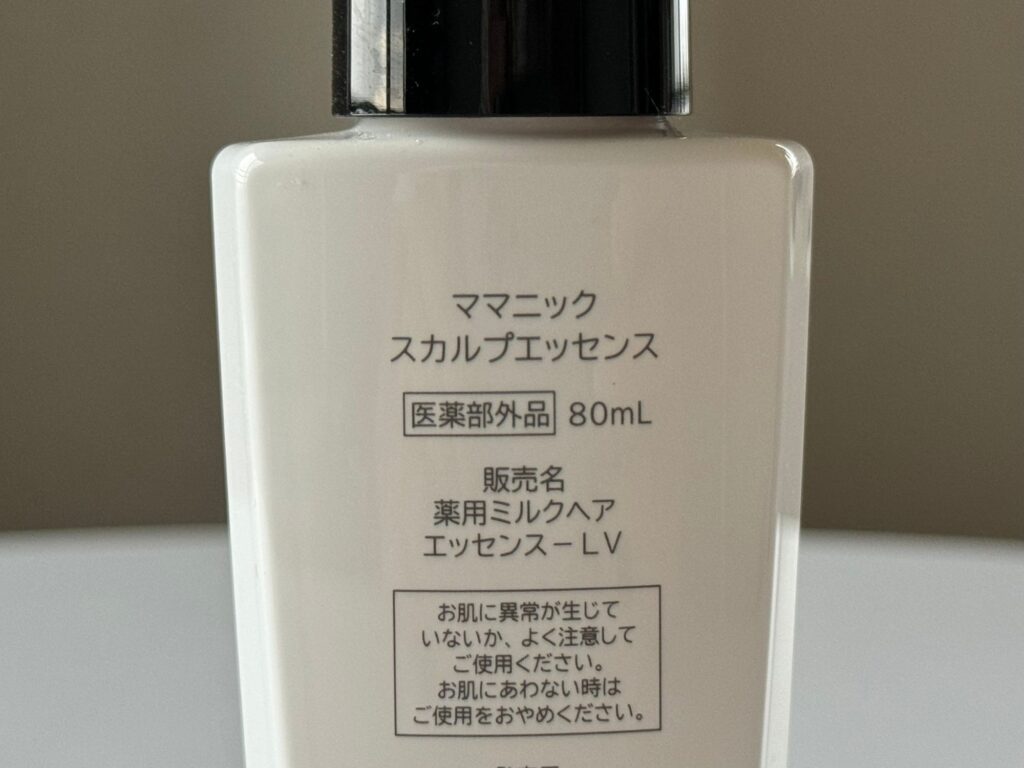 ママニック
スカルプエッセンス
医薬部外品 80mL
販売名
薬用ミルクヘア
エッセンス－LV
お肌に異常が生じて
いないか、よく注意して
ご使用ください。
お肌にあわない時は
ご使用をおやめください。